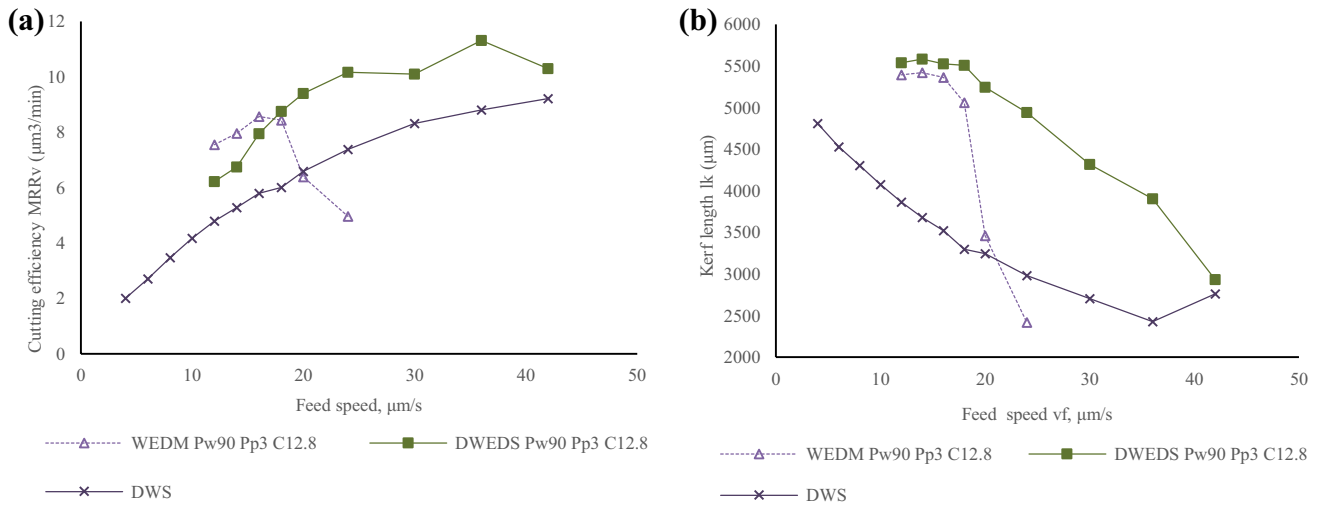 (a)
Cutting efficiency MRRv (μm3/min)
12
10
8
6
4
2
0
0 10 20 30 40 50
Feed speed, μm/s
WEDM Pw90 Pp3 C12.8
DWEDS Pw90 Pp3 C12.8
DWS
(b)
Kerf length lk (μm)
6000
5500
5000
4500
4000
3500
3000
2500
2000
0 10 20 30 40 50
Feed speed vf, μm/s
WEDM Pw90 Pp3 C12.8
DWEDS Pw90 Pp3 C12.8
DWS